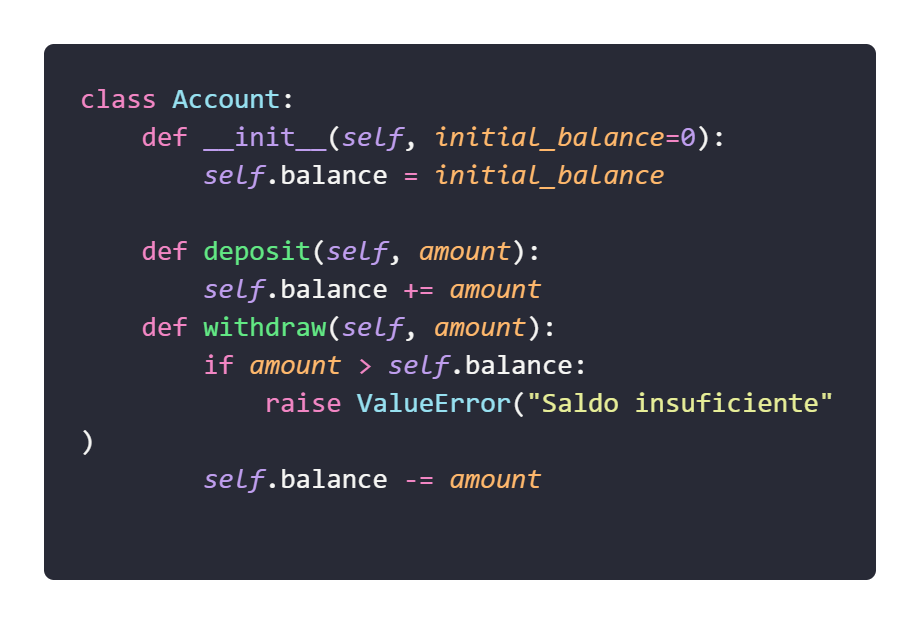 class Account:
    def __init__(self, initial_balance=0):
        self.balance = initial_balance

    def deposit(self, amount):
        self.balance += amount
    def withdraw(self, amount):
        if amount > self.balance:
            raise ValueError("Saldo insuficiente"
)
        self.balance -= amount